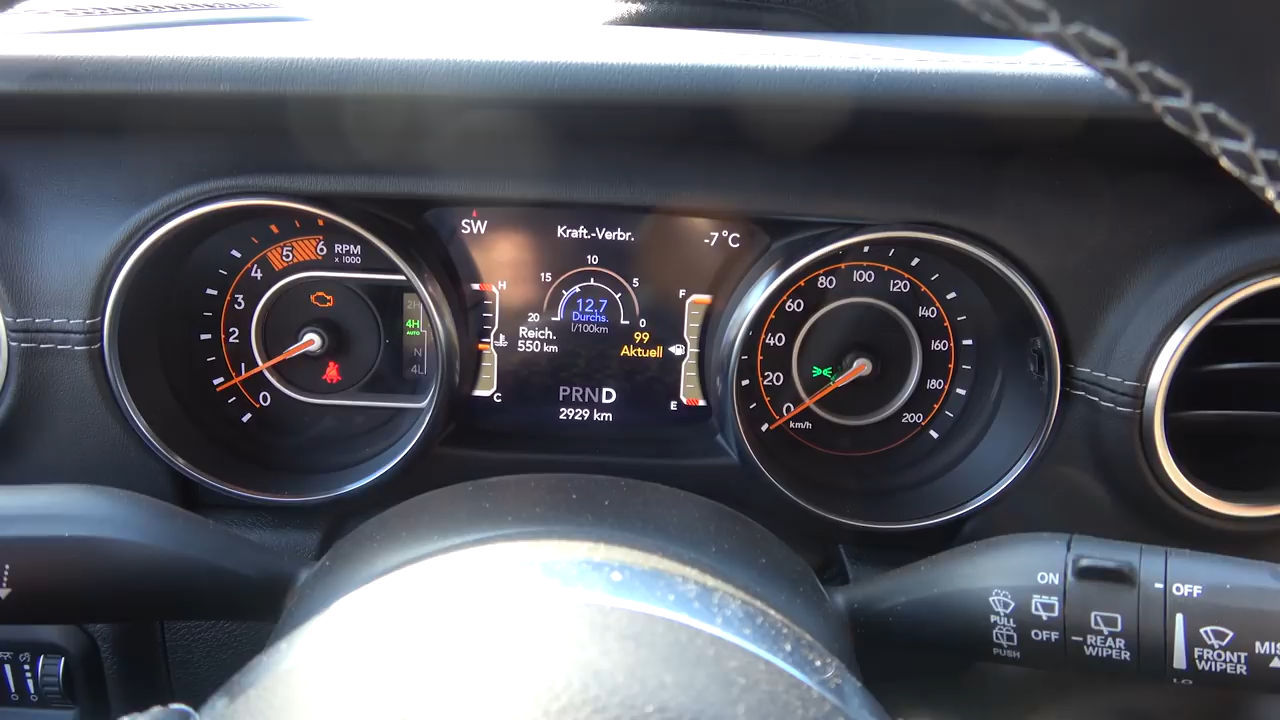 0
1
2
3
4
5
6
RPM
x 1000
2H
4H
AUTO
N
4L
SW
Kraft.-Verbr.
-7°C
20
15
10
5
0
12,7
Durchs.
l/100km
Reich.
550 km
99
Aktuell
H
C
F
E
PRND
2929 km
0
20
40
60
80
100
120
140
160
180
200
km/h
ON
OFF
PULL
PUSH
REAR
WIPER
OFF
FRONT
WIPER